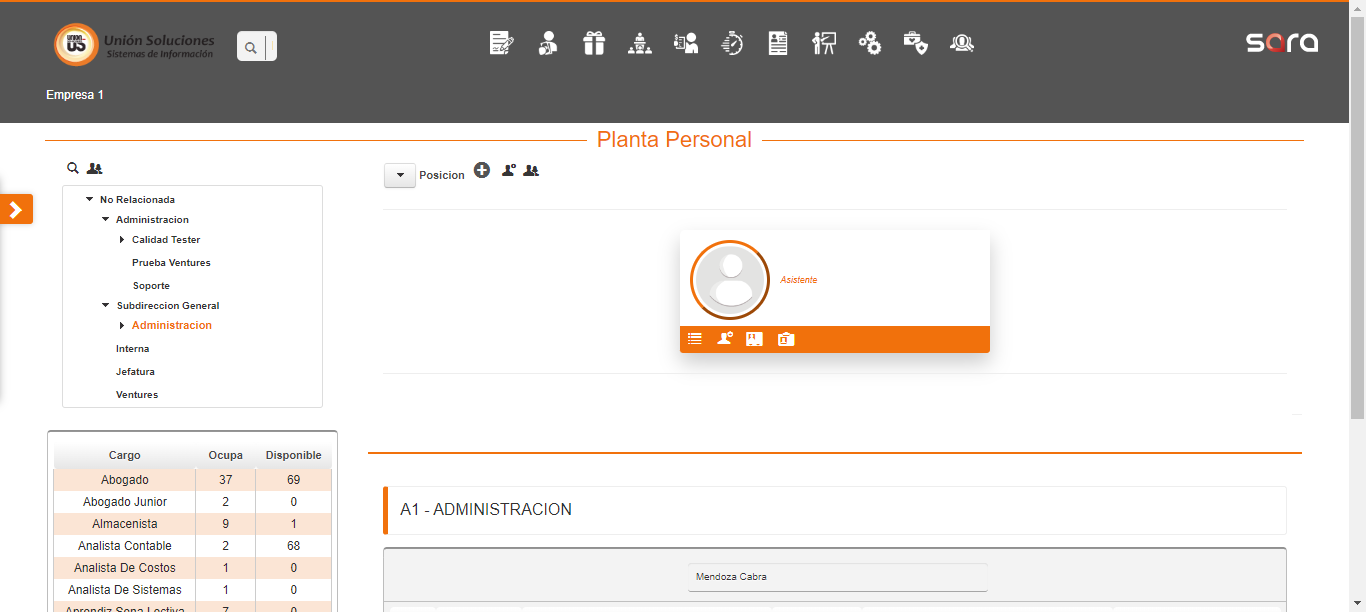 UNION
US
Unión Soluciones
Sistemas de Información
sara
Empresa 1
Planta Personal
Posicion
No Relacionada
Administracion
Calidad Tester
Prueba Ventures
Soporte
Subdireccion General
Administracion
Interna
Jefatura
Ventures
Asistente
Cargo Ocupa Disponible
Abogado 37 69
Abogado Junior 2 0
Almacenista 9 1
Analista Contable 2 68
Analista De Costos 1 0
Analista De Sistemas 1 0
Aprendiz Sena Lectiva 7 0
A1 - ADMINISTRACION
Mendoza Cabra